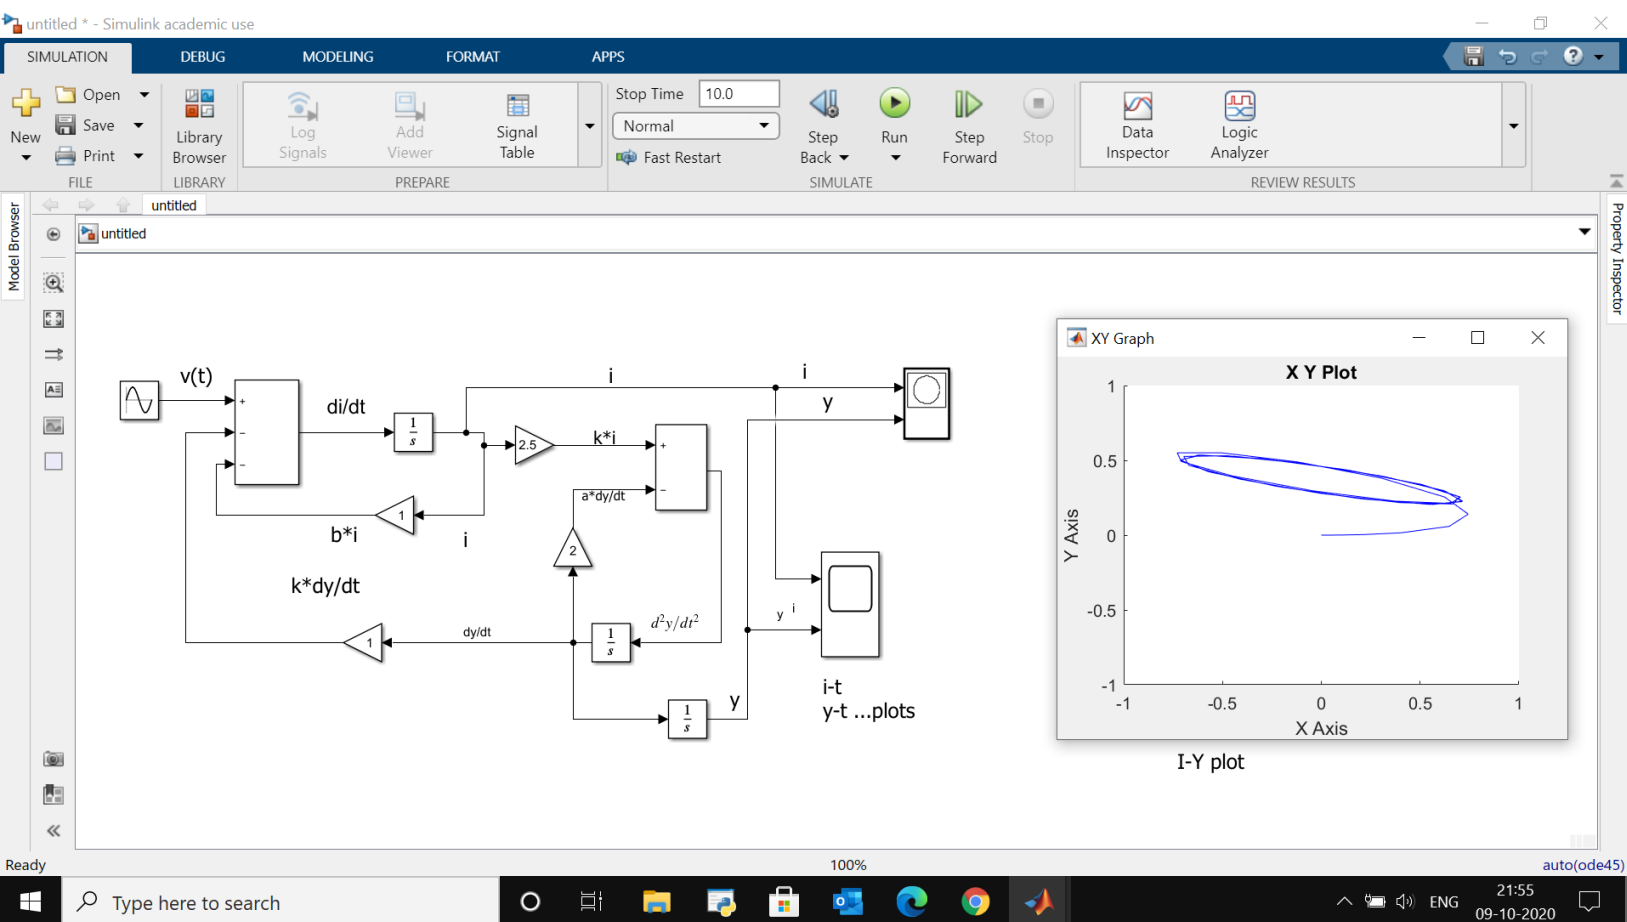 untitled * - Simulink academic use
SIMULATION DEBUG MODELING FORMAT APPS
New
Open
Save
Print
FILE
Library Browser
LIBRARY
Log Signals
Add Viewer
Signal Table
PREPARE
Stop Time 10.0
Normal
Fast Restart
Step Back
Run
Step Forward
Stop
SIMULATE
Data Inspector
Logic Analyzer
REVIEW RESULTS
untitled
untitled
Model Browser
Property Inspector
v(t)
+
−
−
di/dt
1
s
i
i
y
2.5
k*i
+
−
a*dy/dt
1
b*i
i
2
k*dy/dt
1
dy/dt
1
s
d²y/dt²
y i
1
s
y
i-t
y-t ...plots
XY Graph
X Y Plot
1
0.5
0
-0.5
-1
Y Axis
-1 -0.5 0 0.5 1
X Axis
I-Y plot
Ready 100% auto(ode45)
Type here to search
ENG
21:55
09-10-2020